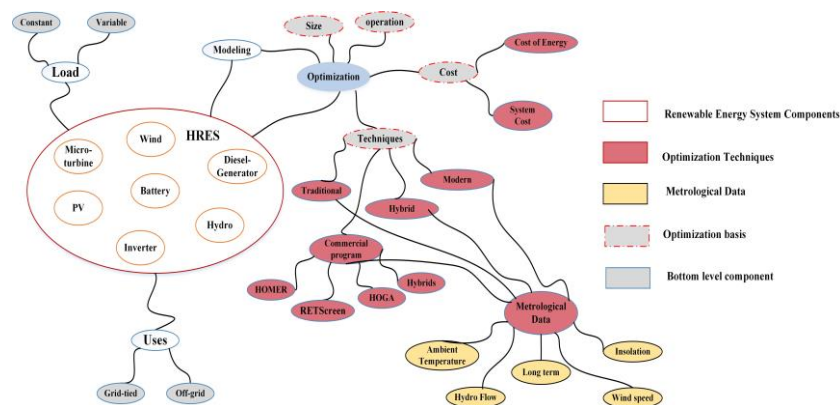 Constant
Variable
Load
Modeling
Size
operation
Optimization
Cost of Energy
Cost
System
Cost
HRES
Wind
Micro-
turbine
Diesel-
Generator
Battery
PV
Hydro
Inverter
Techniques
Traditional
Hybrid
Modern
Commercial
program
HOMER
RETScreen
HOGA
Hybrids
Metrological
Data
Ambient
Temperature
Long term
Insolation
Hydro Flow
Wind speed
Uses
Grid-tied
Off-grid
Renewable Energy System Components
Optimization Techniques
Metrological Data
Optimization basis
Bottom level component